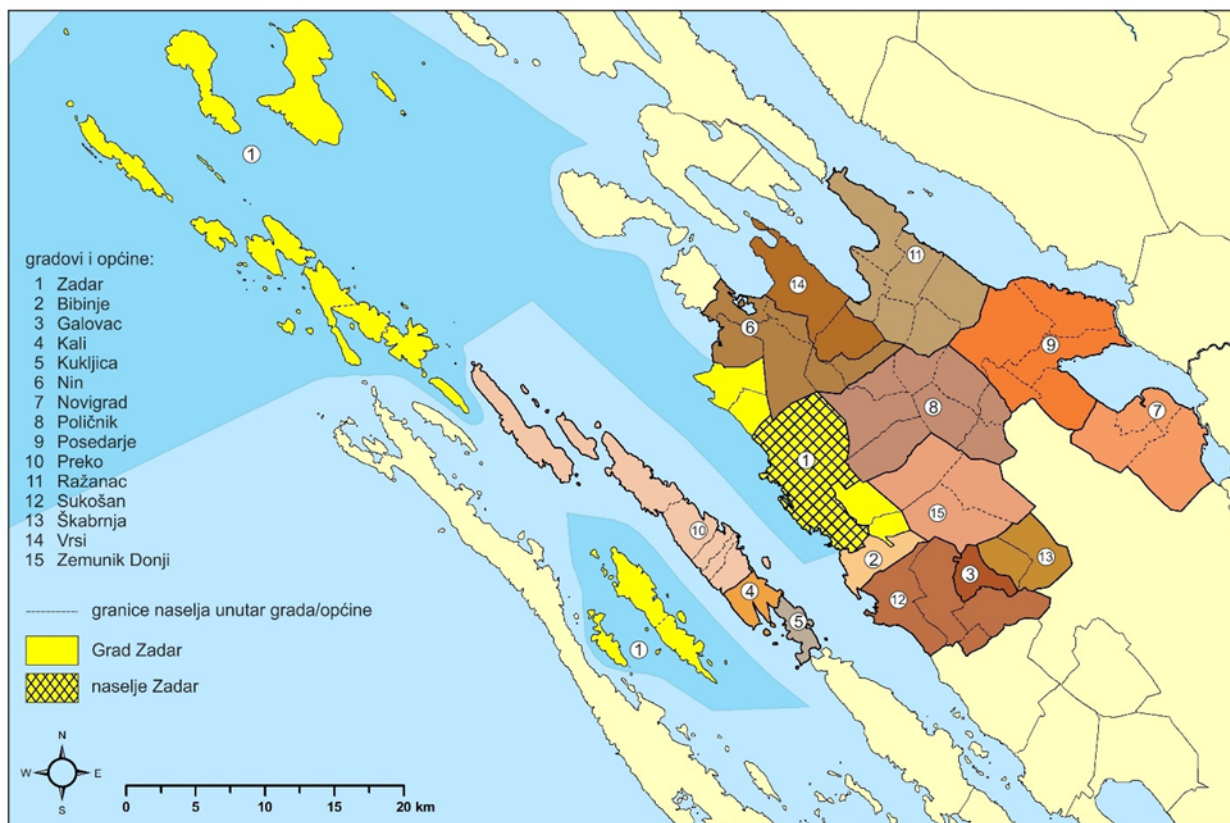 gradovi i općine:
1 Zadar
2 Bibinje
3 Galovac
4 Kali
5 Kukljica
6 Nin
7 Novigrad
8 Poličnik
9 Posedarje
10 Preko
11 Ražanac
12 Sukošan
13 Škabrnja
14 Vrsi
15 Zemunik Donji
granice naselja unutar grada/općine
Grad Zadar
naselje Zadar
N
W E
S
0 5 10 15 20 km
1
11
14
6
9
7
8
1
15
10
2
13
3
4
12
5
1